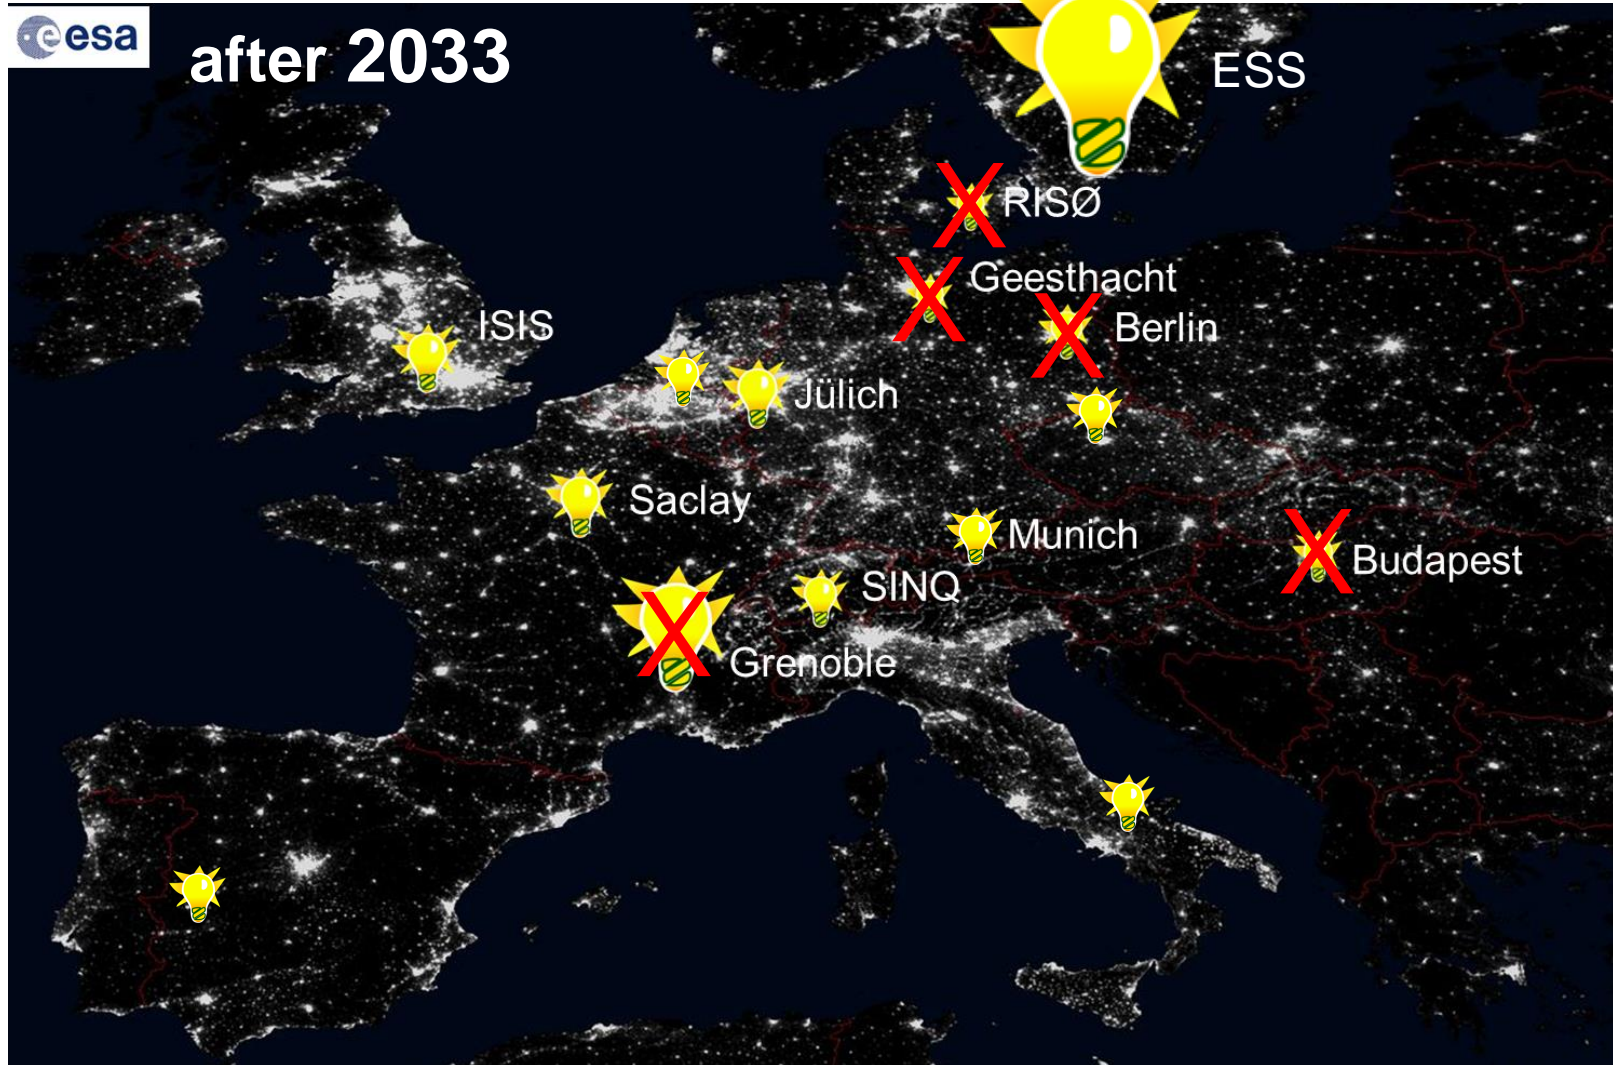 esa
after 2033
ESS
RISØ
Geesthacht
Berlin
ISIS
Jülich
Saclay
Munich
Budapest
SINQ
Grenoble